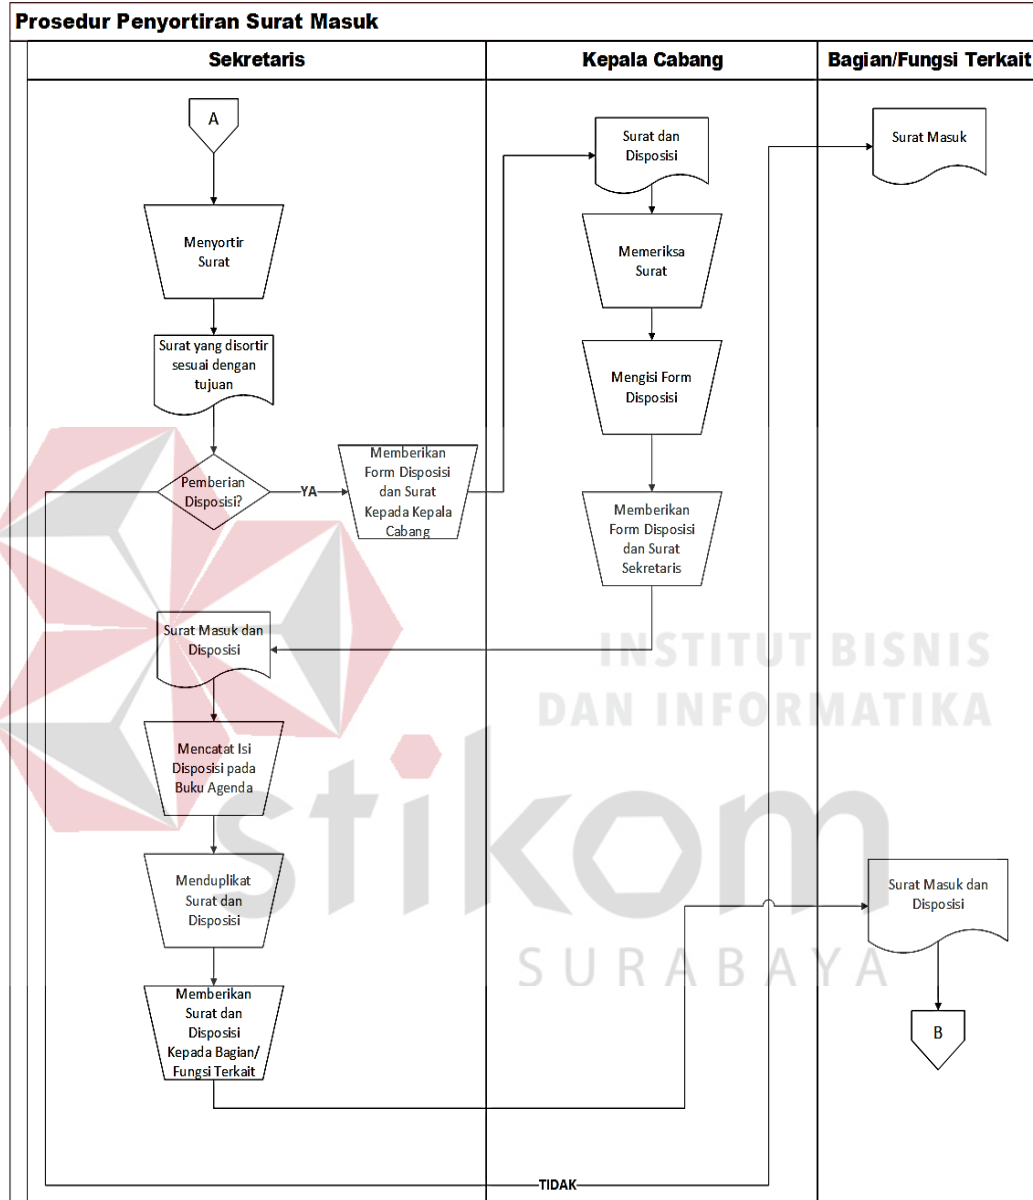 Prosedur Penyortiran Surat Masuk
Sekretaris
Kepala Cabang
Bagian/Fungsi Terkait
A
Menyortir
Surat
Surat yang disortir
sesuai dengan
tujuan
Pemberian
Disposisi?
YA
Memberikan
Form Disposisi
dan Surat
Kepada Kepala
Cabang
Surat dan
Disposisi
Memeriksa
Surat
Mengisi Form
Disposisi
Memberikan
Form Disposisi
dan Surat
Sekretaris
Surat Masuk
Surat Masuk dan
Disposisi
Mencatat Isi
Disposisi pada
Buku Agenda
Menduplikat
Surat dan
Disposisi
Memberikan
Surat dan
Disposisi
Kepada Bagian/
Fungsi Terkait
Surat Masuk dan
Disposisi
B
TIDAK
INSTITUT BISNIS
DAN INFORMATIKA
stikom
SURABAYA